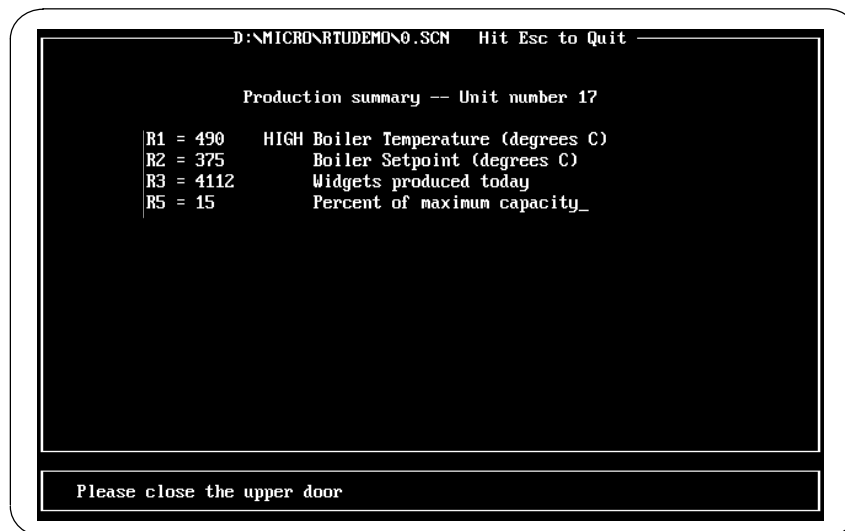 D:\MICRO\RTUDEMO\0.SCN   Hit Esc to Quit
Production summary -- Unit number 17
R1 = 490   HIGH Boiler Temperature (degrees C)
R2 = 375        Boiler Setpoint (degrees C)
R3 = 4112       Widgets produced today
R5 = 15         Percent of maximum capacity_
Please close the upper door